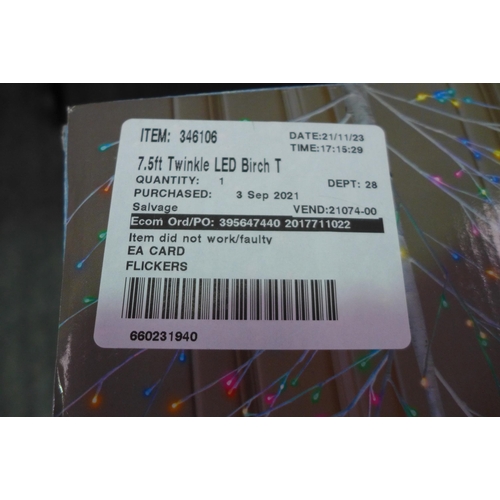 ITEM: 346106 DATE:21/11/23
TIME:17:15:29
7.5ft Twinkle LED Birch T
QUANTITY: 1 DEPT: 28
PURCHASED: 3 Sep 2021
Salvage VEND:21074-00
Ecom Ord/PO: 395647440 2017711022
Item did not work/faulty
EA CARD
FLICKERS
660231940